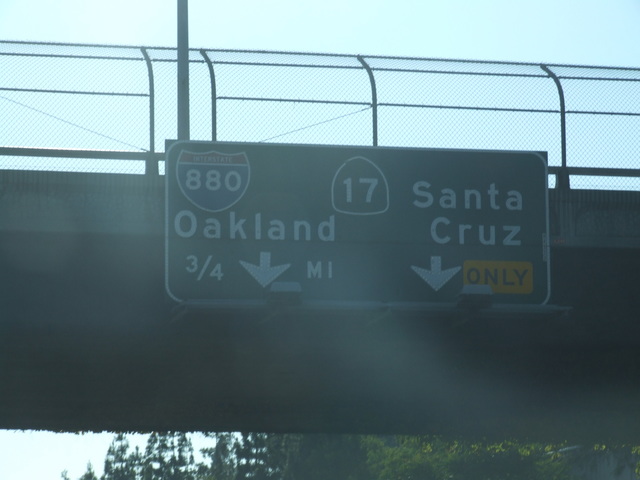 INTERSTATE
880
17
Santa
Oakland
Cruz
3/4 MI
ONLY